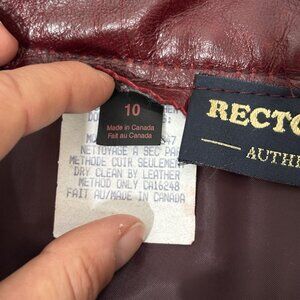 10
Made in Canada
Fait au Canada
RECTO
AUTHE
NETTOYAGE A SEC PAR
METHODE CUIR SEULEMENT
DRY CLEAN BY LEATHER
METHOD ONLY CA16248
FAIT AU/MADE IN CANADA